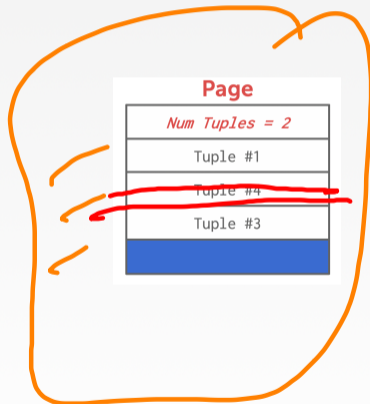 Page
Num Tuples = 2
Tuple #1
Tuple #4
Tuple #3